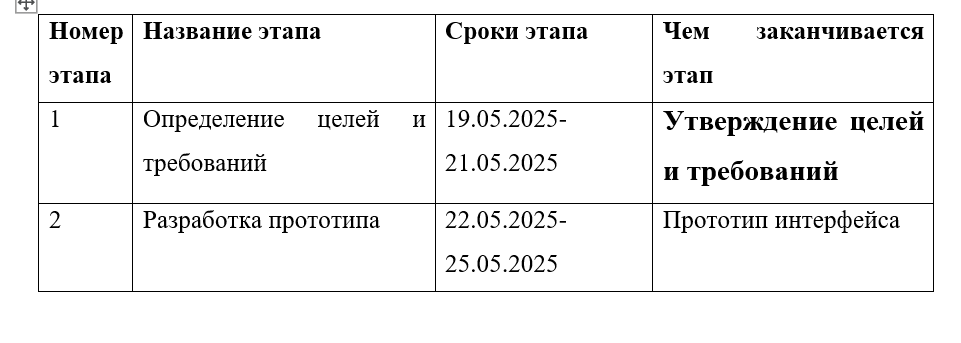 Номер Название этапа Сроки этапа Чем заканчивается
этапа этап
1 Определение целей и 19.05.2025- Утверждение целей
требований 21.05.2025 и требований
2 Разработка прототипа 22.05.2025- Прототип интерфейса
25.05.2025